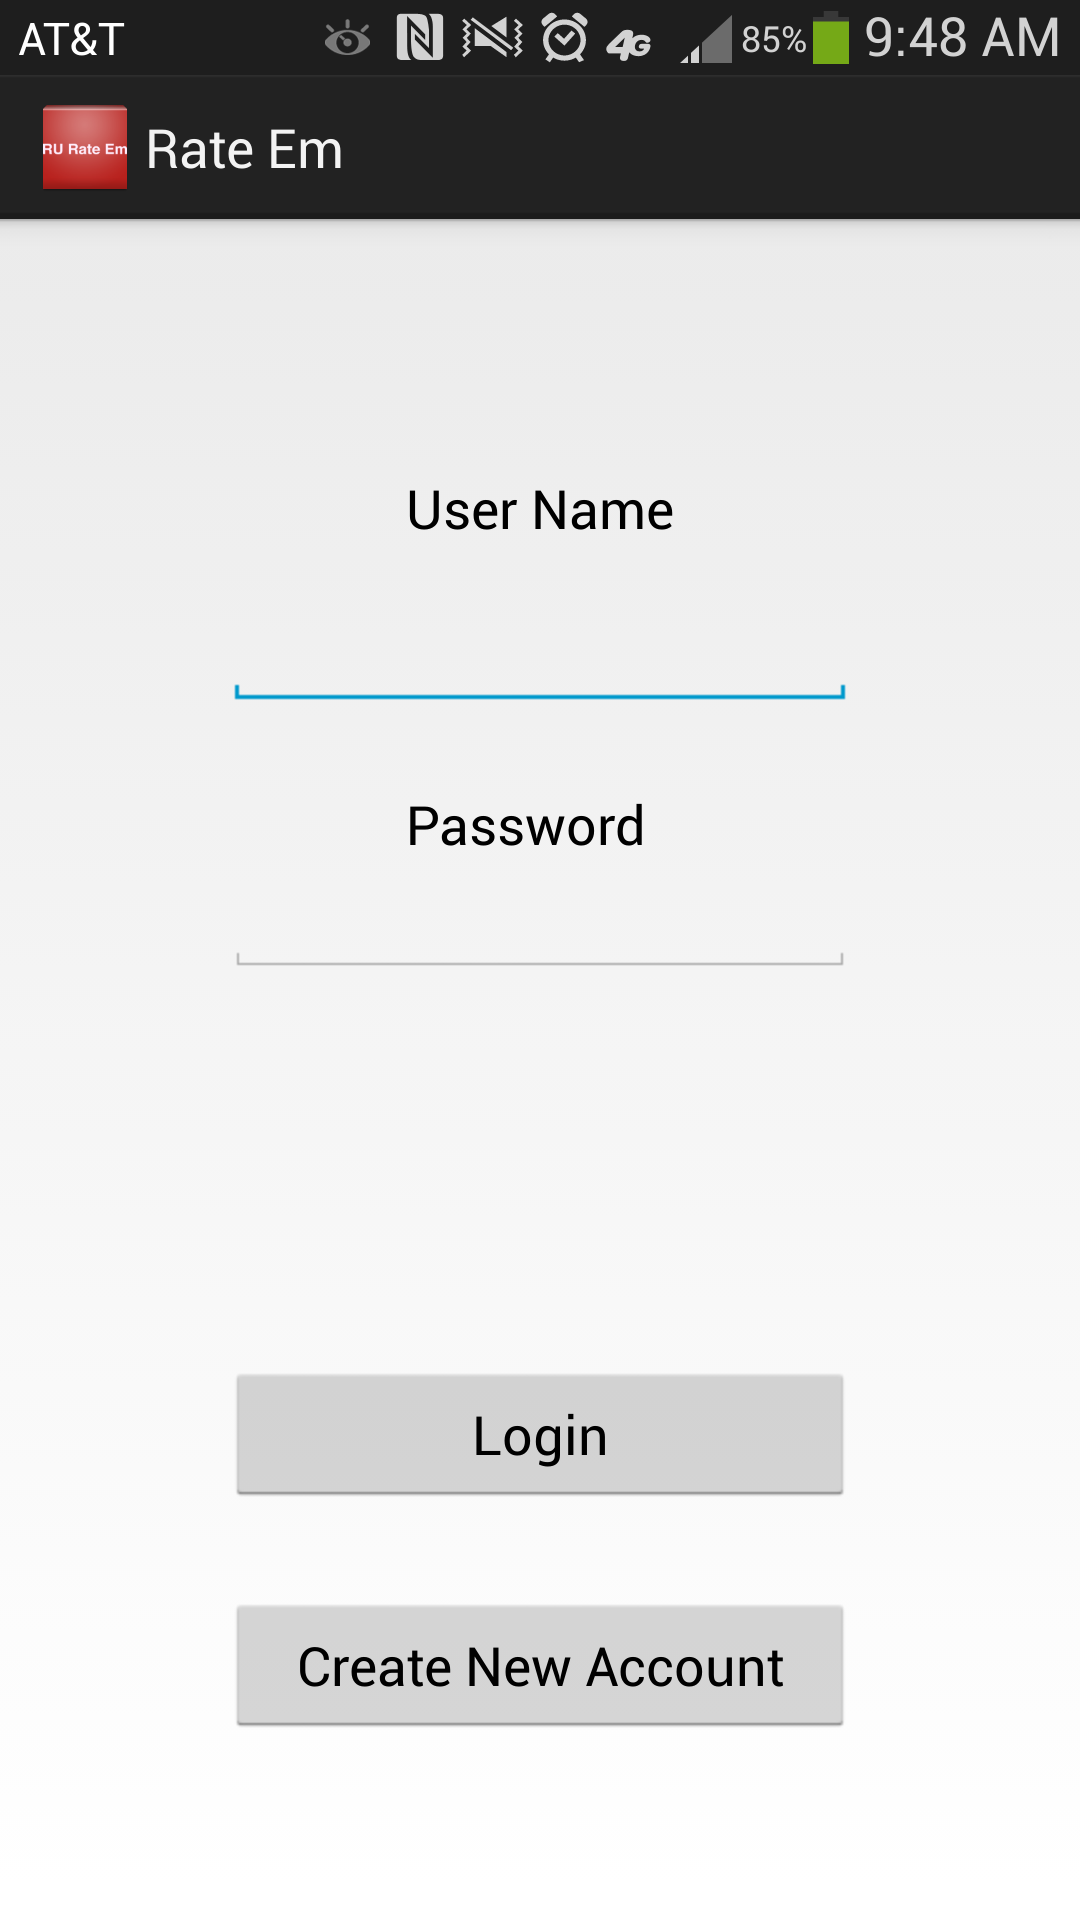 AT&T 4G 85% 9:48 AM
RU Rate Em Rate Em
User Name
Password
Login
Create New Account